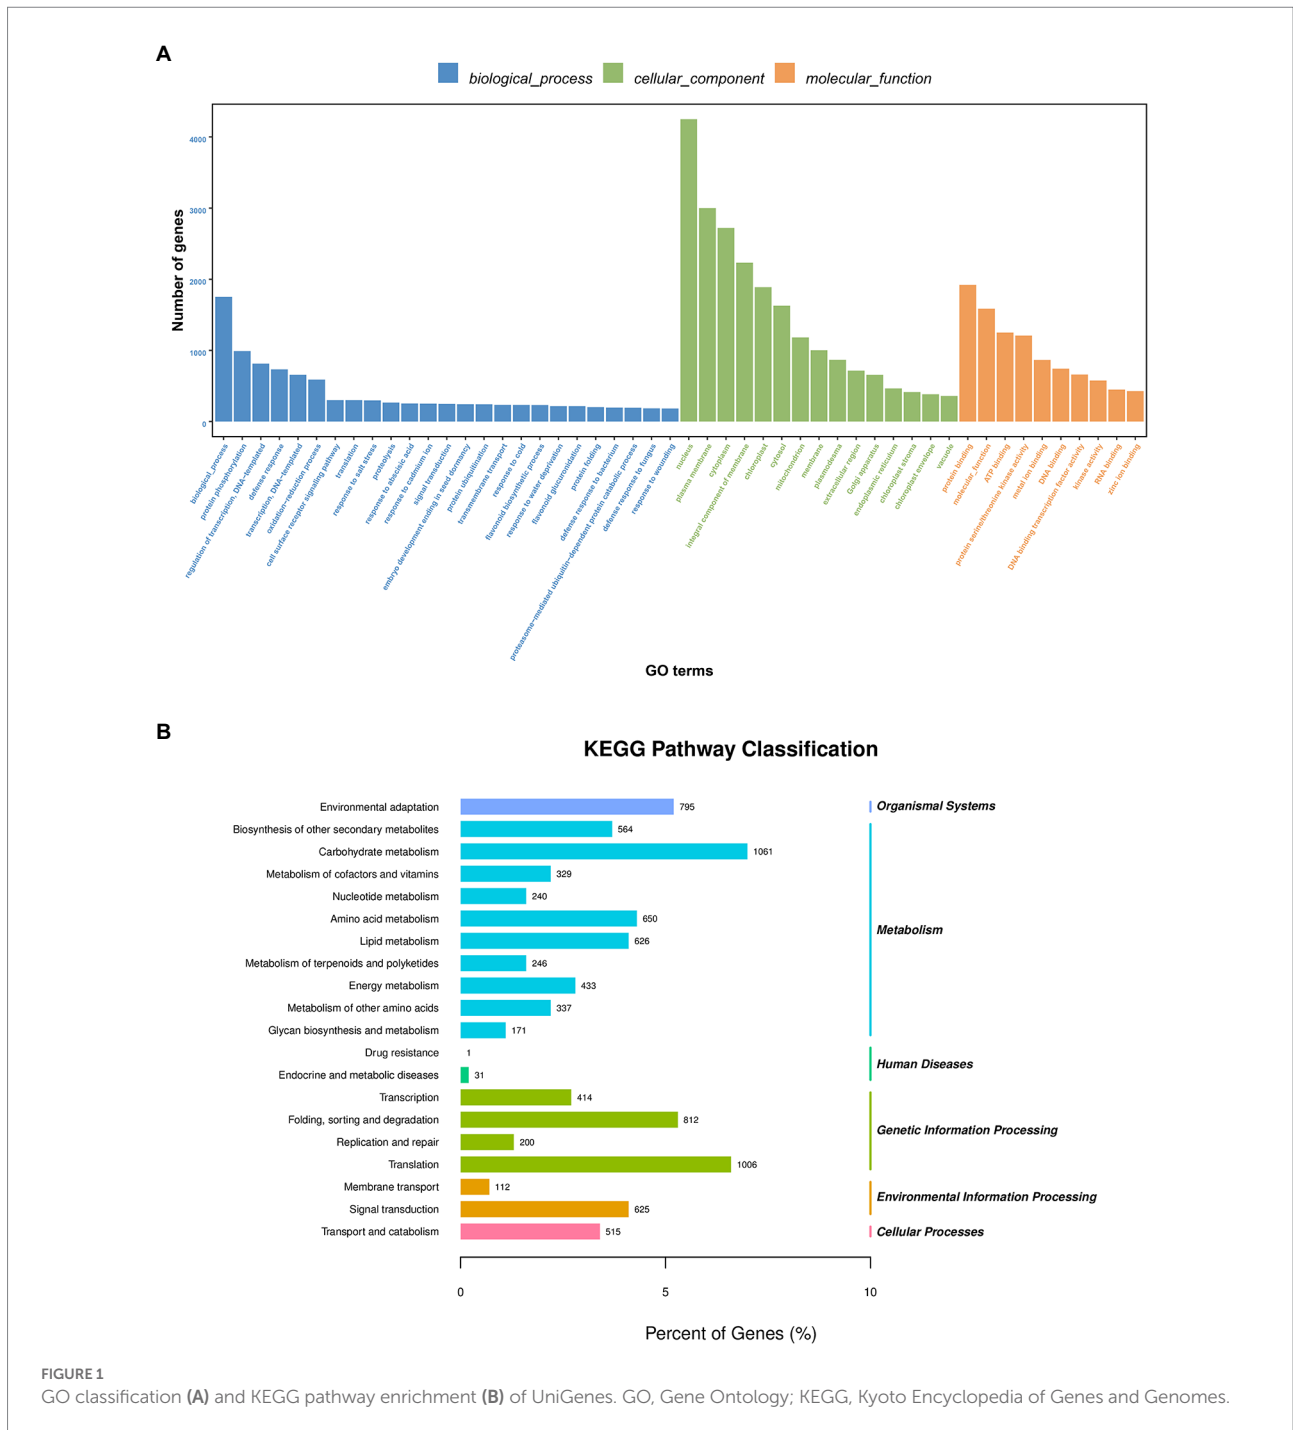 A
biological_process cellular_component molecular_function
Number of genes
4000
3000
2000
1000
0
biological_process
protein phosphorylation
regulation of transcription, DNA−templated
defense response
transcription, DNA−templated
oxidation−reduction process
cell surface receptor signaling pathway
translation
response to salt stress
proteolysis
response to abscisic acid
response to cadmium ion
signal transduction
embryo development ending in seed dormancy
protein ubiquitination
transmembrane transport
response to cold
flavonoid biosynthetic process
response to water deprivation
flavonoid glucuronidation
protein folding
defense response to bacterium
proteasome−mediated ubiquitin−dependent protein catabolic process
defense response to fungus
response to wounding
nucleus
plasma membrane
cytoplasm
integral component of membrane
chloroplast
cytosol
mitochondrion
membrane
plasmodesma
extracellular region
Golgi apparatus
endoplasmic reticulum
chloroplast stroma
chloroplast envelope
vacuole
protein binding
molecular_function
ATP binding
protein serine/threonine kinase activity
metal ion binding
DNA binding
DNA binding transcription factor activity
kinase activity
RNA binding
zinc ion binding
GO terms
B
KEGG Pathway Classification
Environmental adaptation 795 Organismal Systems
Biosynthesis of other secondary metabolites 564
Carbohydrate metabolism 1061
Metabolism of cofactors and vitamins 329
Nucleotide metabolism 240
Amino acid metabolism 650
Metabolism
Lipid metabolism 626
Metabolism of terpenoids and polyketides 246
Energy metabolism 433
Metabolism of other amino acids 337
Glycan biosynthesis and metabolism 171
Drug resistance 1
Human Diseases
Endocrine and metabolic diseases 31
Transcription 414
Folding, sorting and degradation 812
Genetic Information Processing
Replication and repair 200
Translation 1006
Membrane transport 112
Environmental Information Processing
Signal transduction 625
Transport and catabolism 515 Cellular Processes
0 5 10
Percent of Genes (%)
FIGURE 1
GO classification (A) and KEGG pathway enrichment (B) of UniGenes. GO, Gene Ontology; KEGG, Kyoto Encyclopedia of Genes and Genomes.